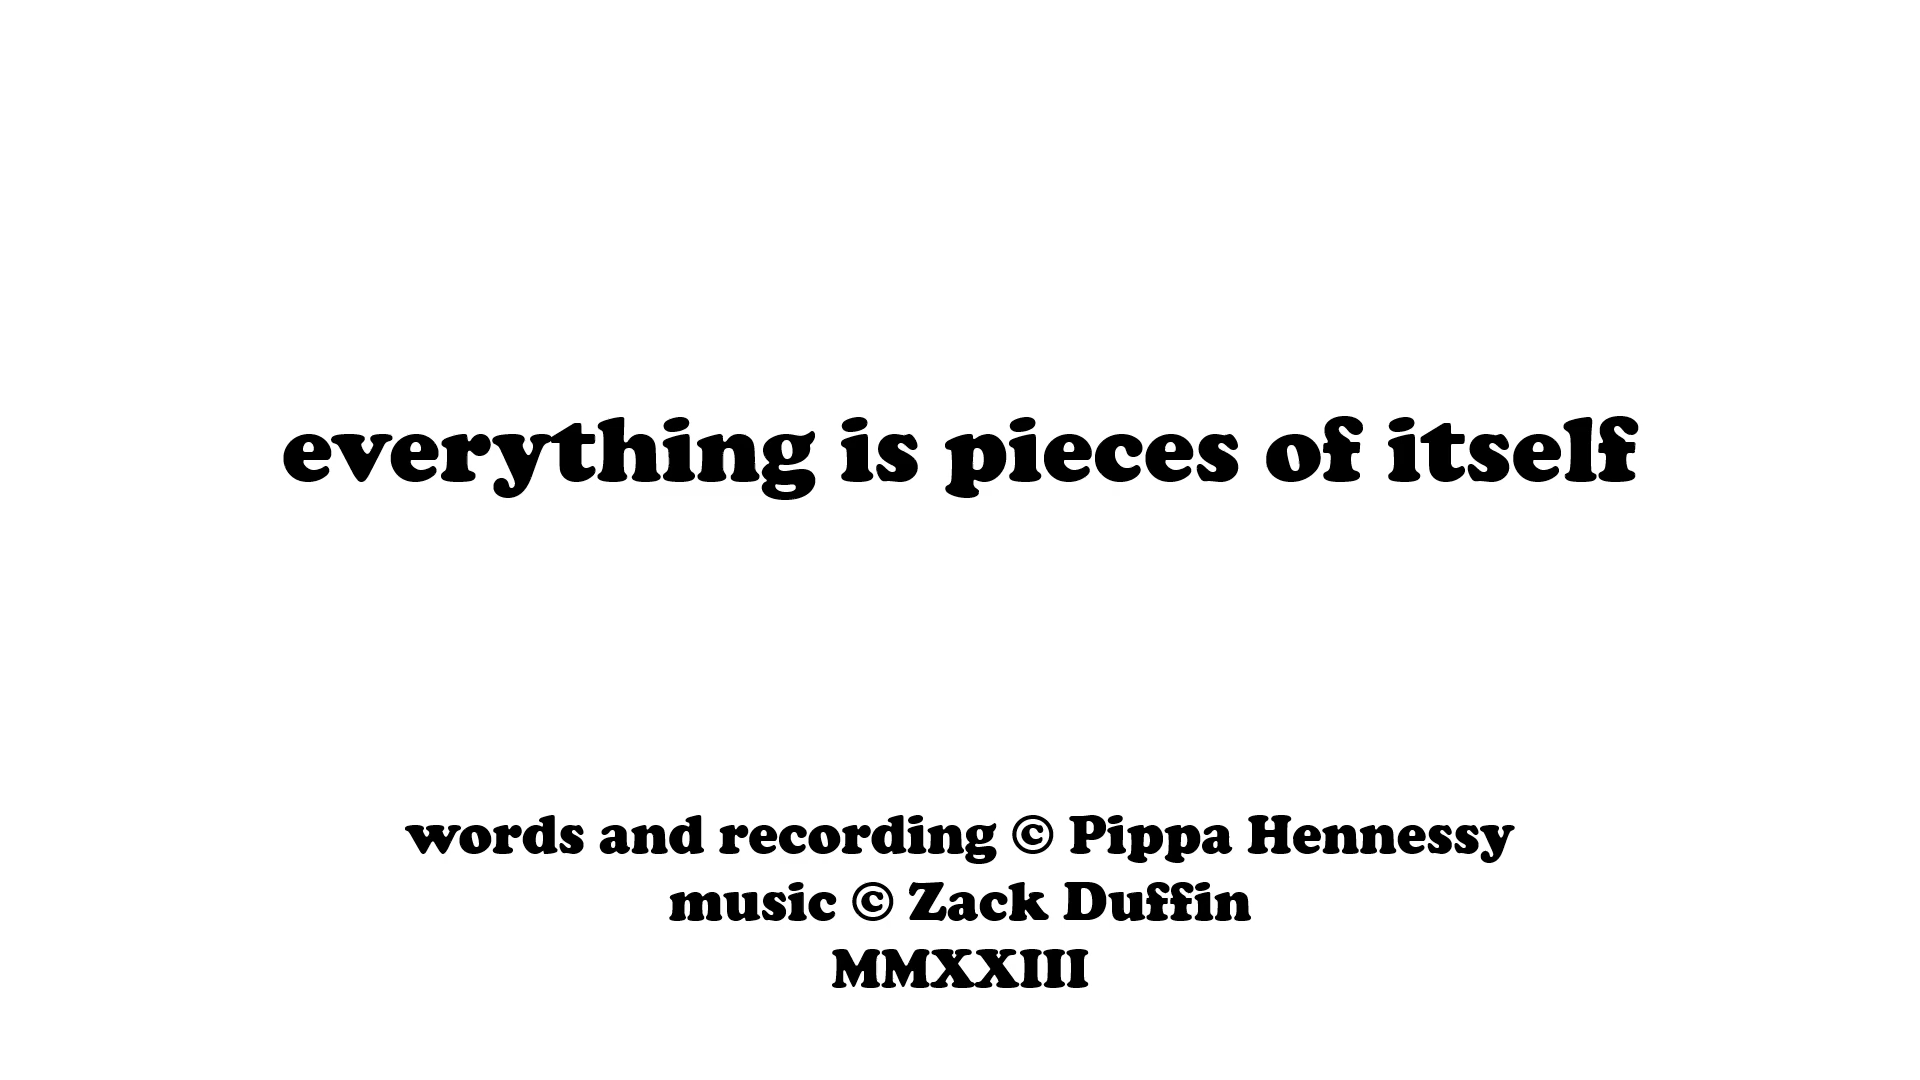 everything is pieces of itself
words and recording © Pippa Hennessy
music © Zack Duffin
MMXXIII